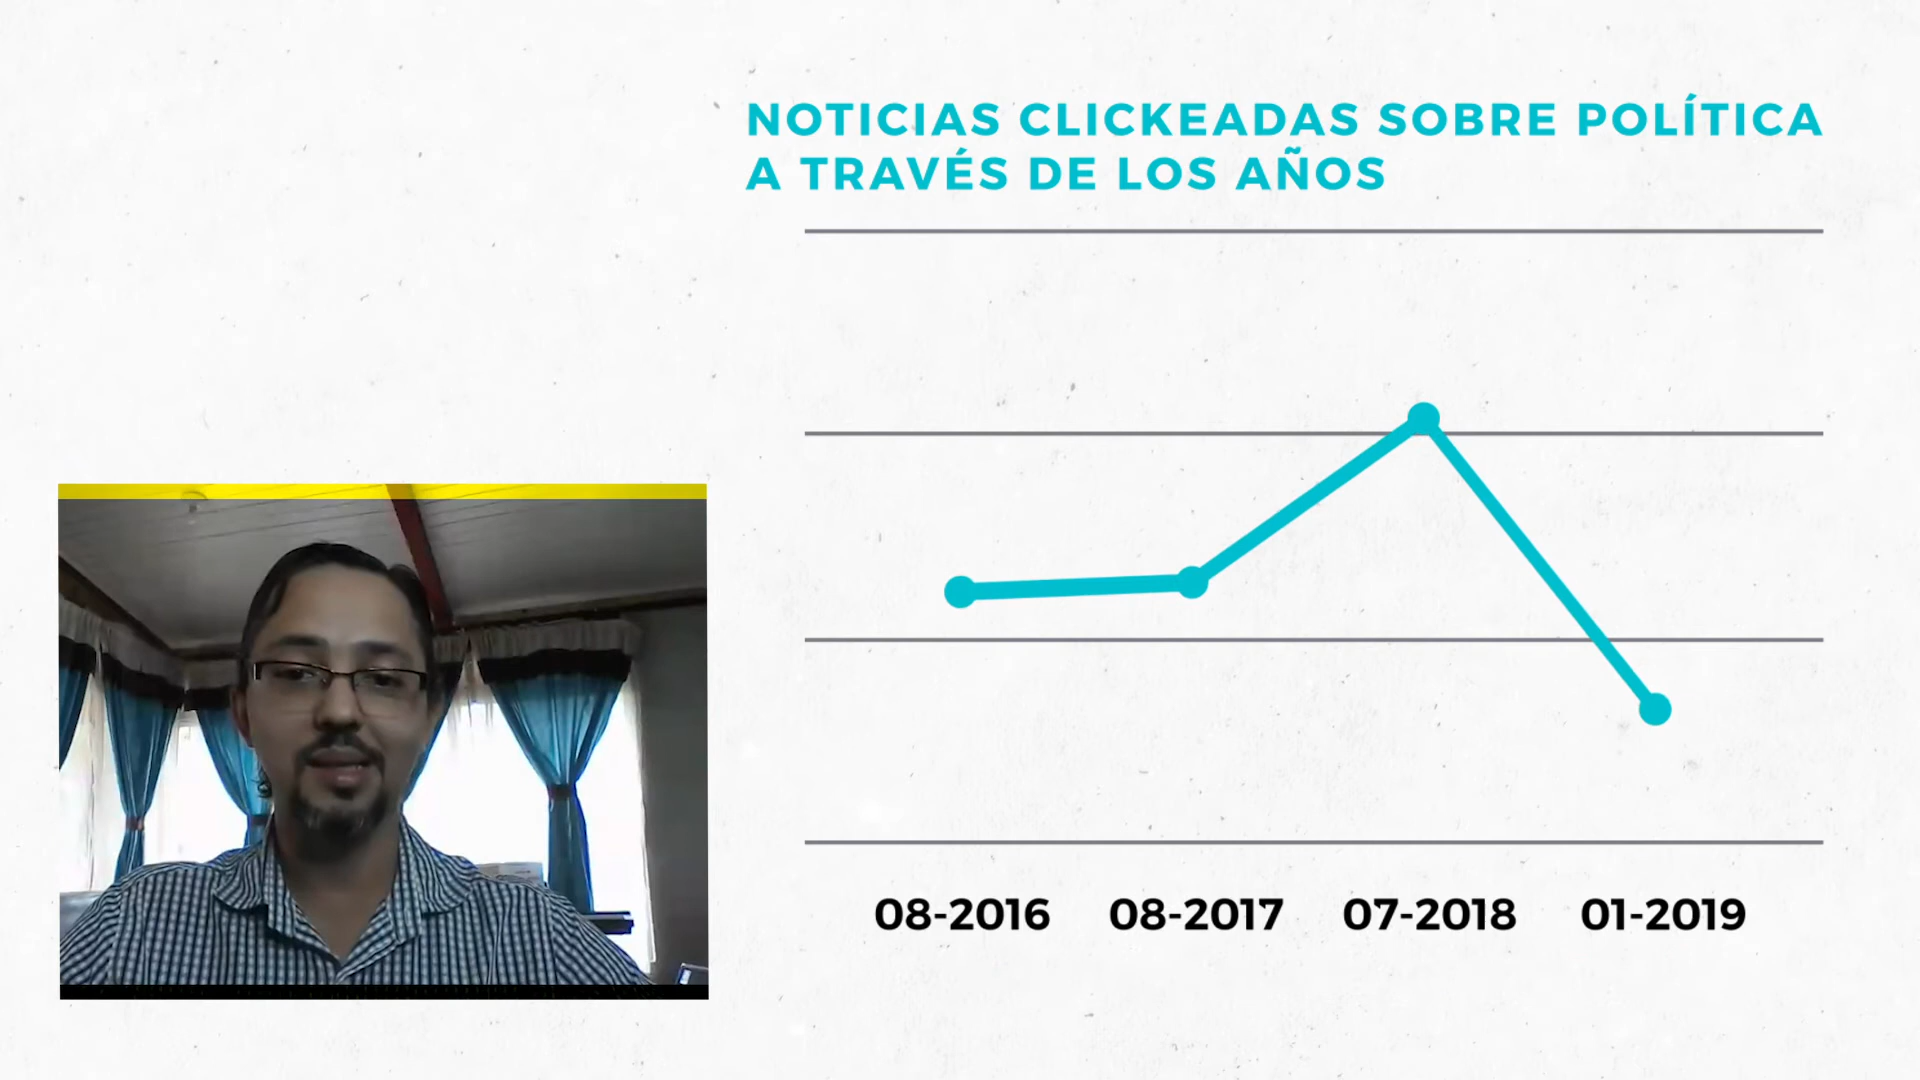 NOTICIAS CLICKEADAS SOBRE POLÍTICA
A TRAVÉS DE LOS AÑOS
08-2016 08-2017 07-2018 01-2019